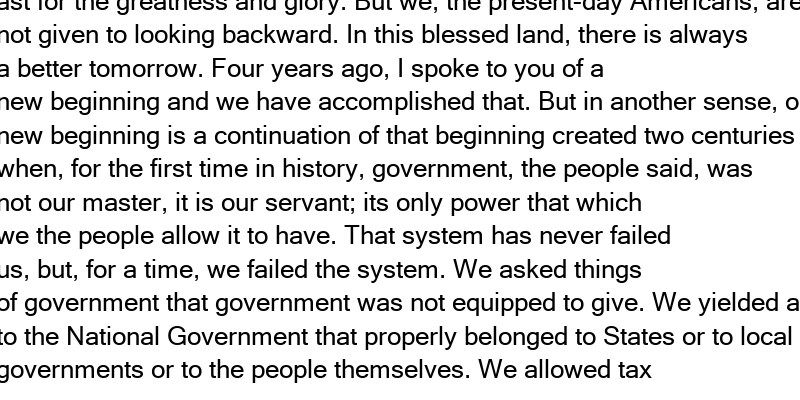 ast for the greatness and glory. But we, the present-day Americans, are
not given to looking backward. In this blessed land, there is always
a better tomorrow. Four years ago, I spoke to you of a
new beginning and we have accomplished that. But in another sense, o
new beginning is a continuation of that beginning created two centuries
when, for the first time in history, government, the people said, was
not our master, it is our servant; its only power that which
we the people allow it to have. That system has never failed
us, but, for a time, we failed the system. We asked things
of government that government was not equipped to give. We yielded a
to the National Government that properly belonged to States or to local
governments or to the people themselves. We allowed tax